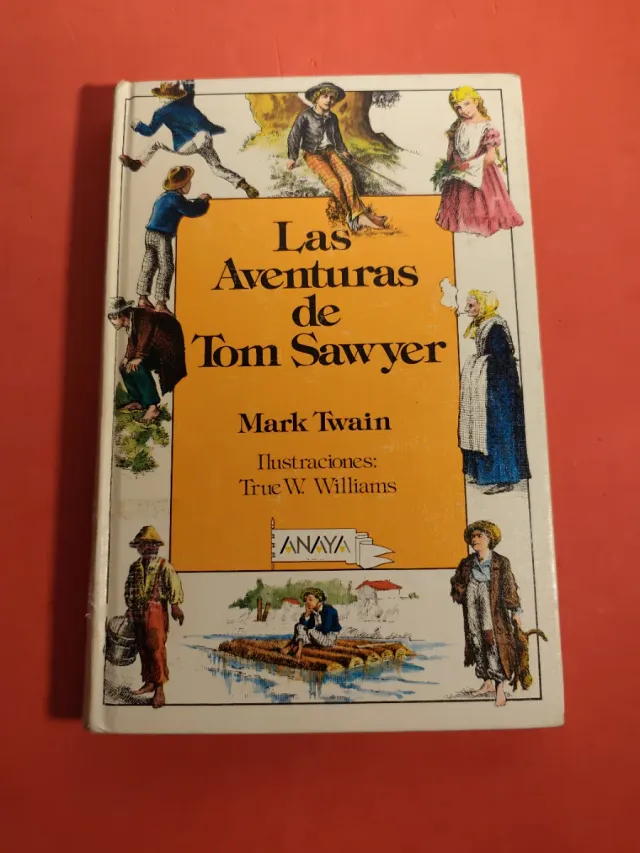 Las
Aventuras
de
Tom Sawyer
Mark Twain
Ilustraciones:
True W. Williams
ANAYA